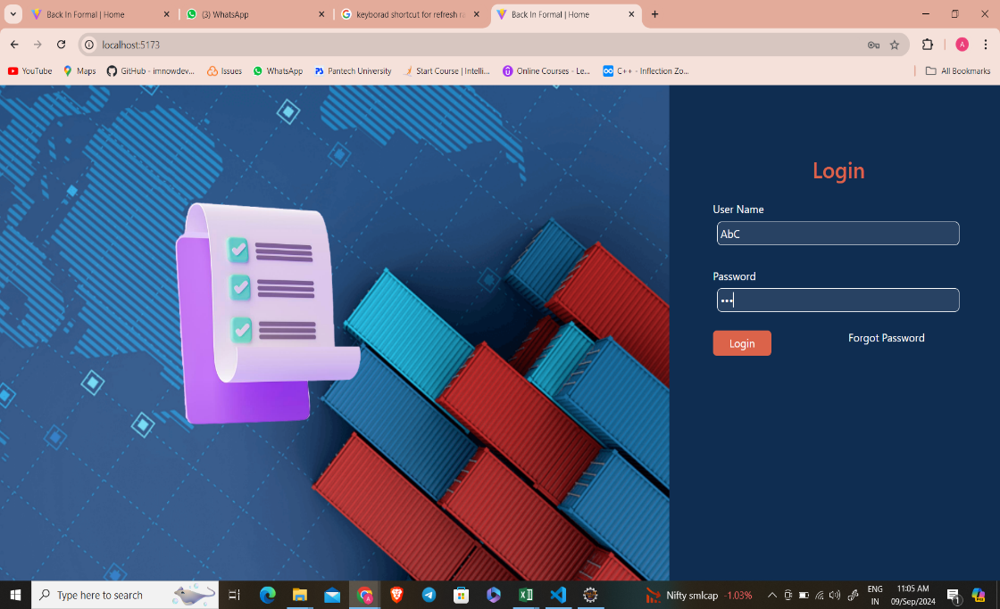 Back In Formal | Home
(3) WhatsApp
keyborad shortcut for refresh ra
Back In Formal | Home
localhost:5173
A
YouTube
Maps
GitHub - imnowdev...
Issues
WhatsApp
Pantech University
Start Course | Intelli...
Online Courses - Le...
C++ - Inflection Zo...
All Bookmarks
Login
User Name
AbC
Password
•••
Login
Forgot Password
Type here to search
Nifty smlcap -1.03%
ENG
IN
11:05 AM
09/Sep/2024
1